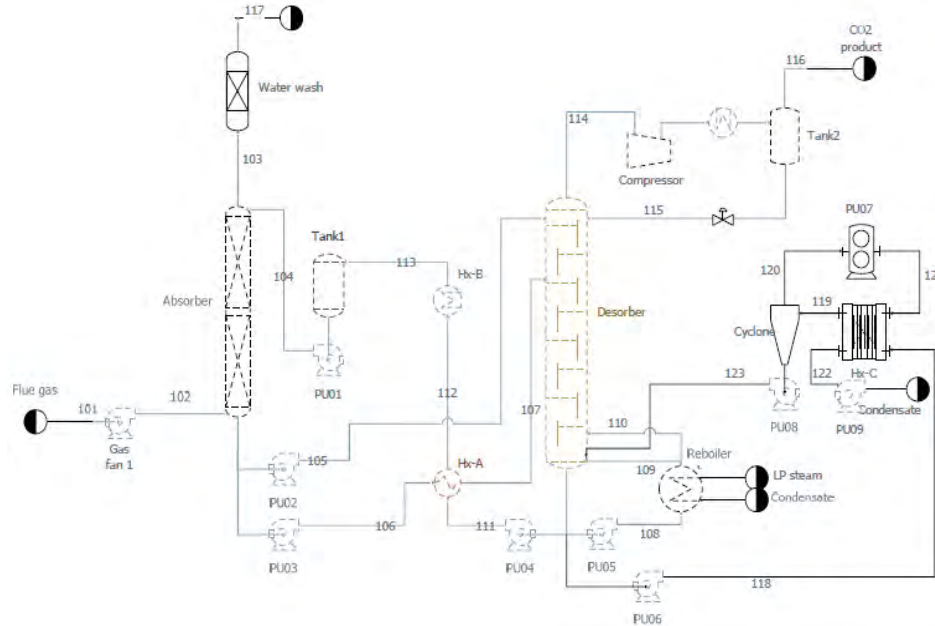 117
CO2
product
116
Water wash
114
Tank2
Compressor
103
PU07
115
Tank1
113
104
Hx-B
120
12
119
Absorber
Desorber
Cyclone
Flue gas
PU01
122
Hx-C
112
123
101
102
107
110
PU08
PU09
Condensate
Gas
fan 1
105
Hx-A
109
Reboiler
LP steam
PU02
Condensate
106
111
108
PU03
PU04
PU05
118
PU06